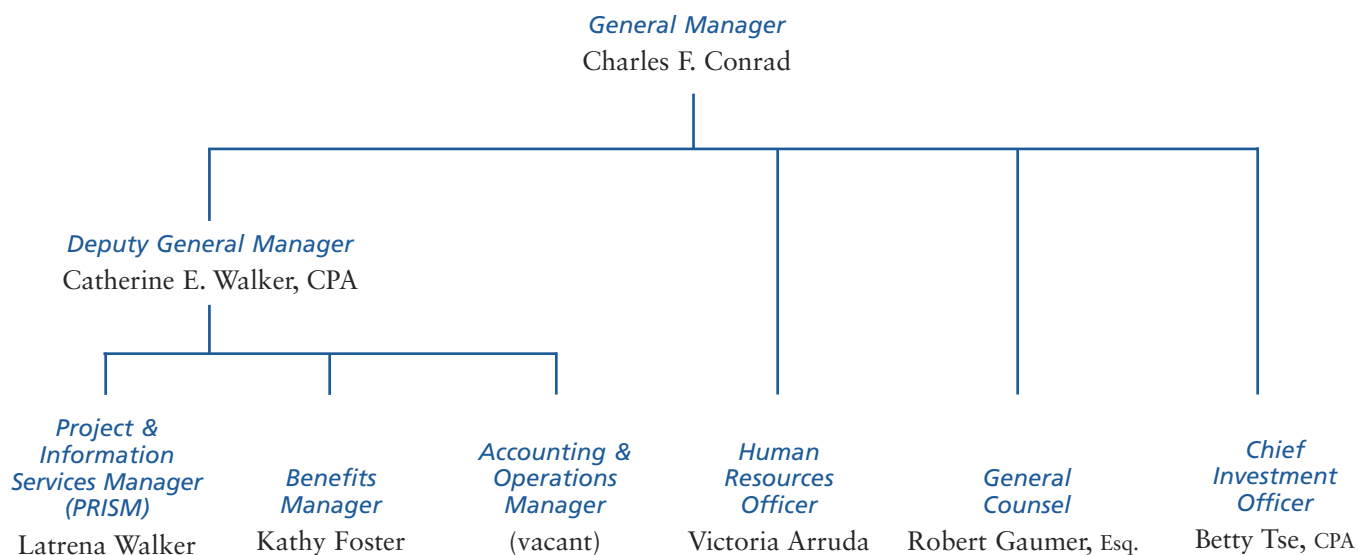 General Manager
Charles F. Conrad
Deputy General Manager
Catherine E. Walker, CPA
Project &
Information
Services Manager
(PRISM)
Latrena Walker
Benefits
Manager
Kathy Foster
Accounting &
Operations
Manager
(vacant)
Human
Resources
Officer
Victoria Arruda
General
Counsel
Robert Gaumer, Esq.
Chief
Investment
Officer
Betty Tse, CPA